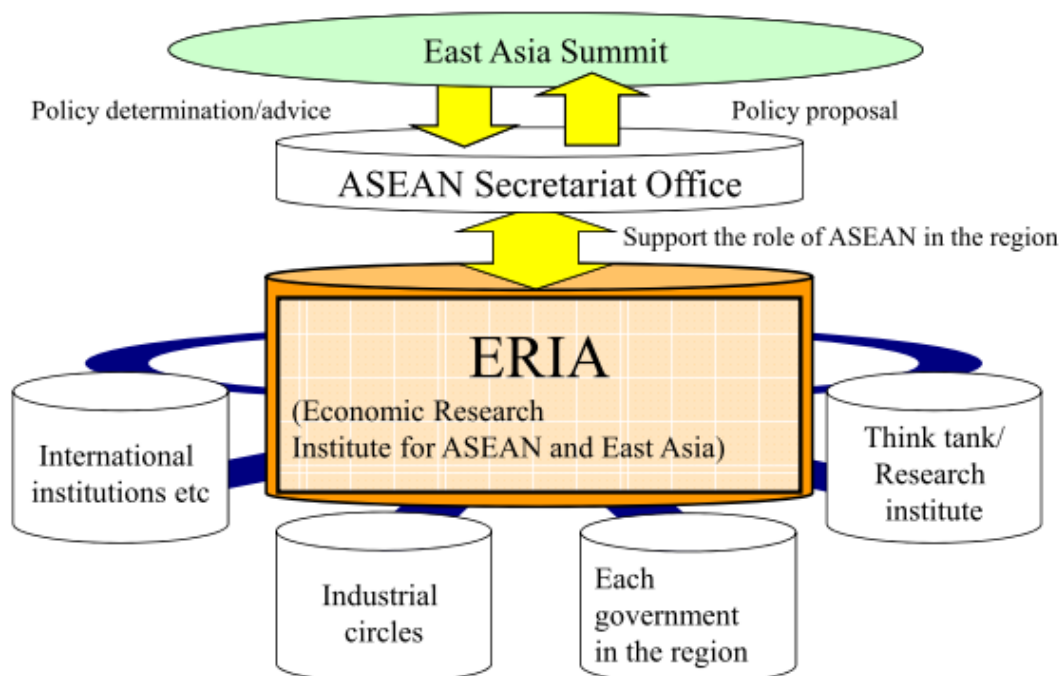 East Asia Summit
Policy determination/advice
Policy proposal
ASEAN Secretariat Office
Support the role of ASEAN in the region
ERIA
(Economic Research
Institute for ASEAN and East Asia)
International
institutions etc
Think tank/
Research
institute
Industrial
circles
Each
government
in the region